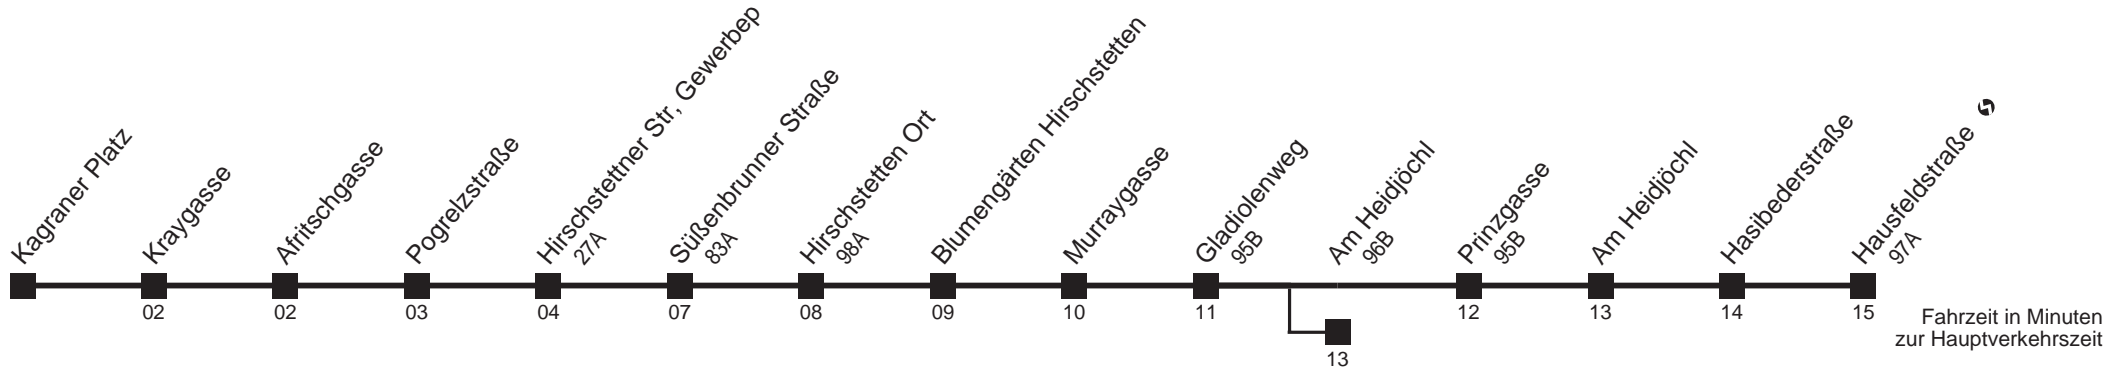 Kagraner Platz
Kraygasse
02
Afritschgasse
02
Pogrelzstraße
03
Hirschstettner Str, Gewerbep
27A
04
Süßenbrunner Straße
83A
07
Hirschstetten Ort
98A
08
Blumengärten Hirschstetten
09
Murraygasse
10
Gladiolenweg
95B
11
Am Heidjöchl
96B
13
Prinzgasse
95B
12
Am Heidjöchl
13
Hasibederstraße
14
Hausfeldstraße
97A
15
Fahrzeit in Minuten
zur Hauptverkehrszeit